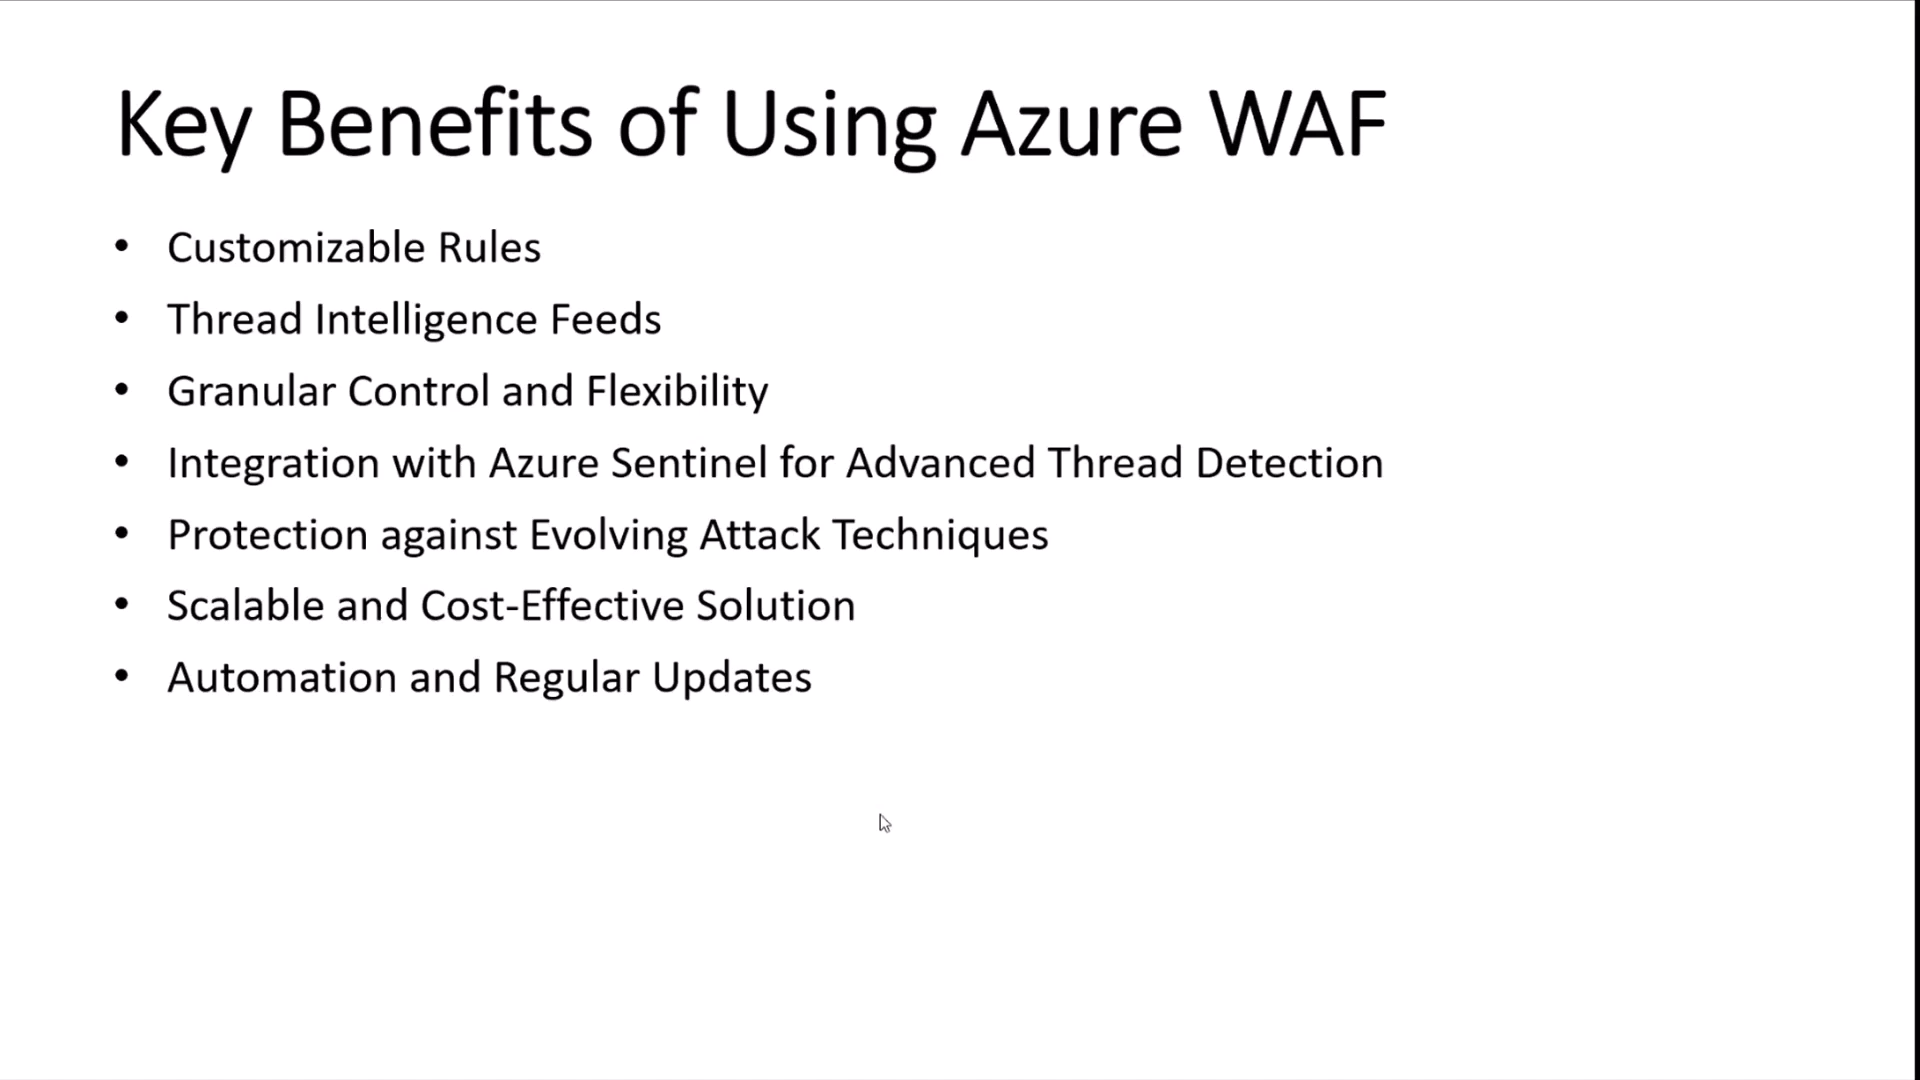 Key Benefits of Using Azure WAF
• Customizable Rules
• Thread Intelligence Feeds
• Granular Control and Flexibility
• Integration with Azure Sentinel for Advanced Thread Detection
• Protection against Evolving Attack Techniques
• Scalable and Cost-Effective Solution
• Automation and Regular Updates